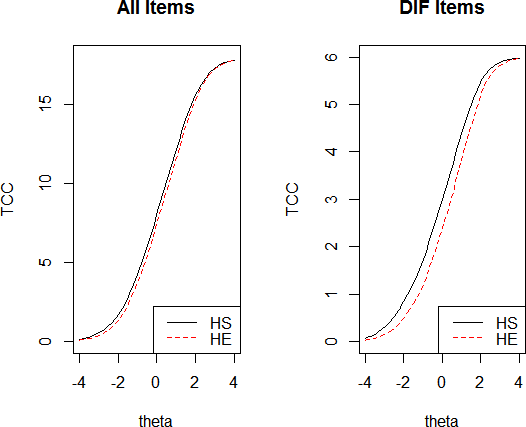 All Items
TCC
15
10
5
0
-4 -2 0 2 4
theta
HS
HE
DIF Items
TCC
6
5
4
3
2
1
0
-4 -2 0 2 4
theta
HS
HE